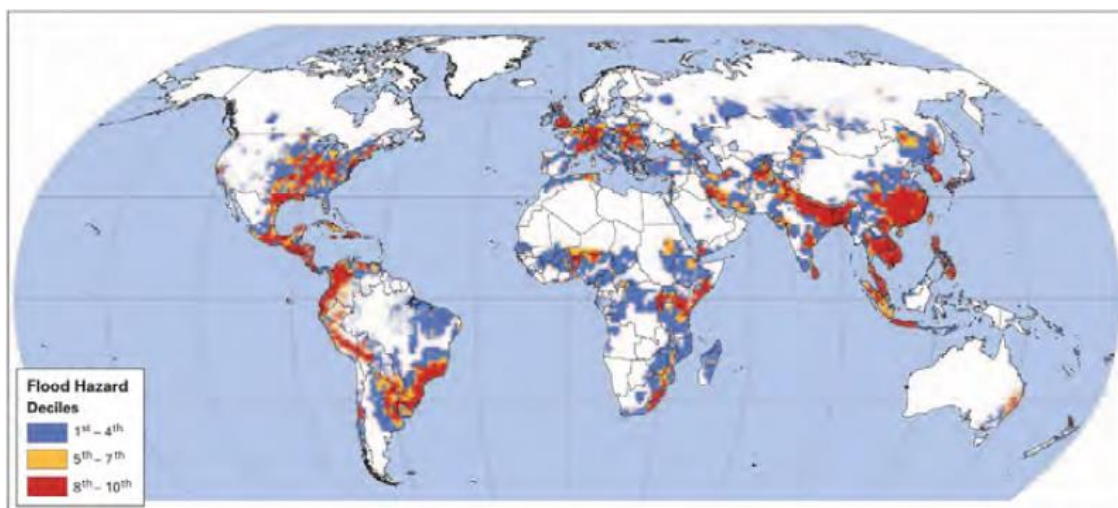 Flood Hazard
Deciles
1st – 4th
5th – 7th
8th – 10th